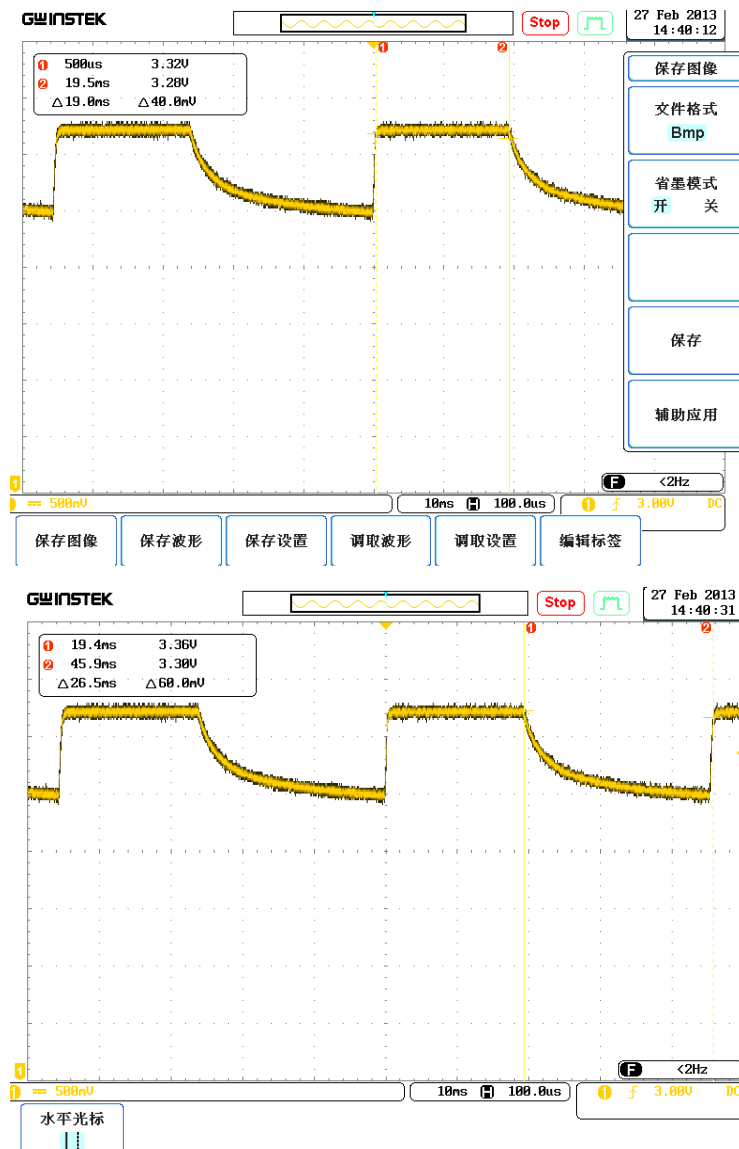 GWINSTEK
Stop
27 Feb 2013
14:40:12
1 500us 3.32V
2 19.5ms 3.28V
△19.0ms △40.0mV
1 2
保存图像
文件格式
Bmp
省墨模式
开 关
保存
辅助应用
1
F <2Hz
1 500mV
10ms H 100.0us
1 3.00V DC
保存图像 保存波形 保存设置 调取波形 调取设置 编辑标签
GWINSTEK
Stop
27 Feb 2013
14:40:31
1 19.4ms 3.36V
2 45.9ms 3.30V
△26.5ms △60.0mV
1 2
1
F <2Hz
1 500mV
10ms H 100.0us
1 3.00V DC
水平光标